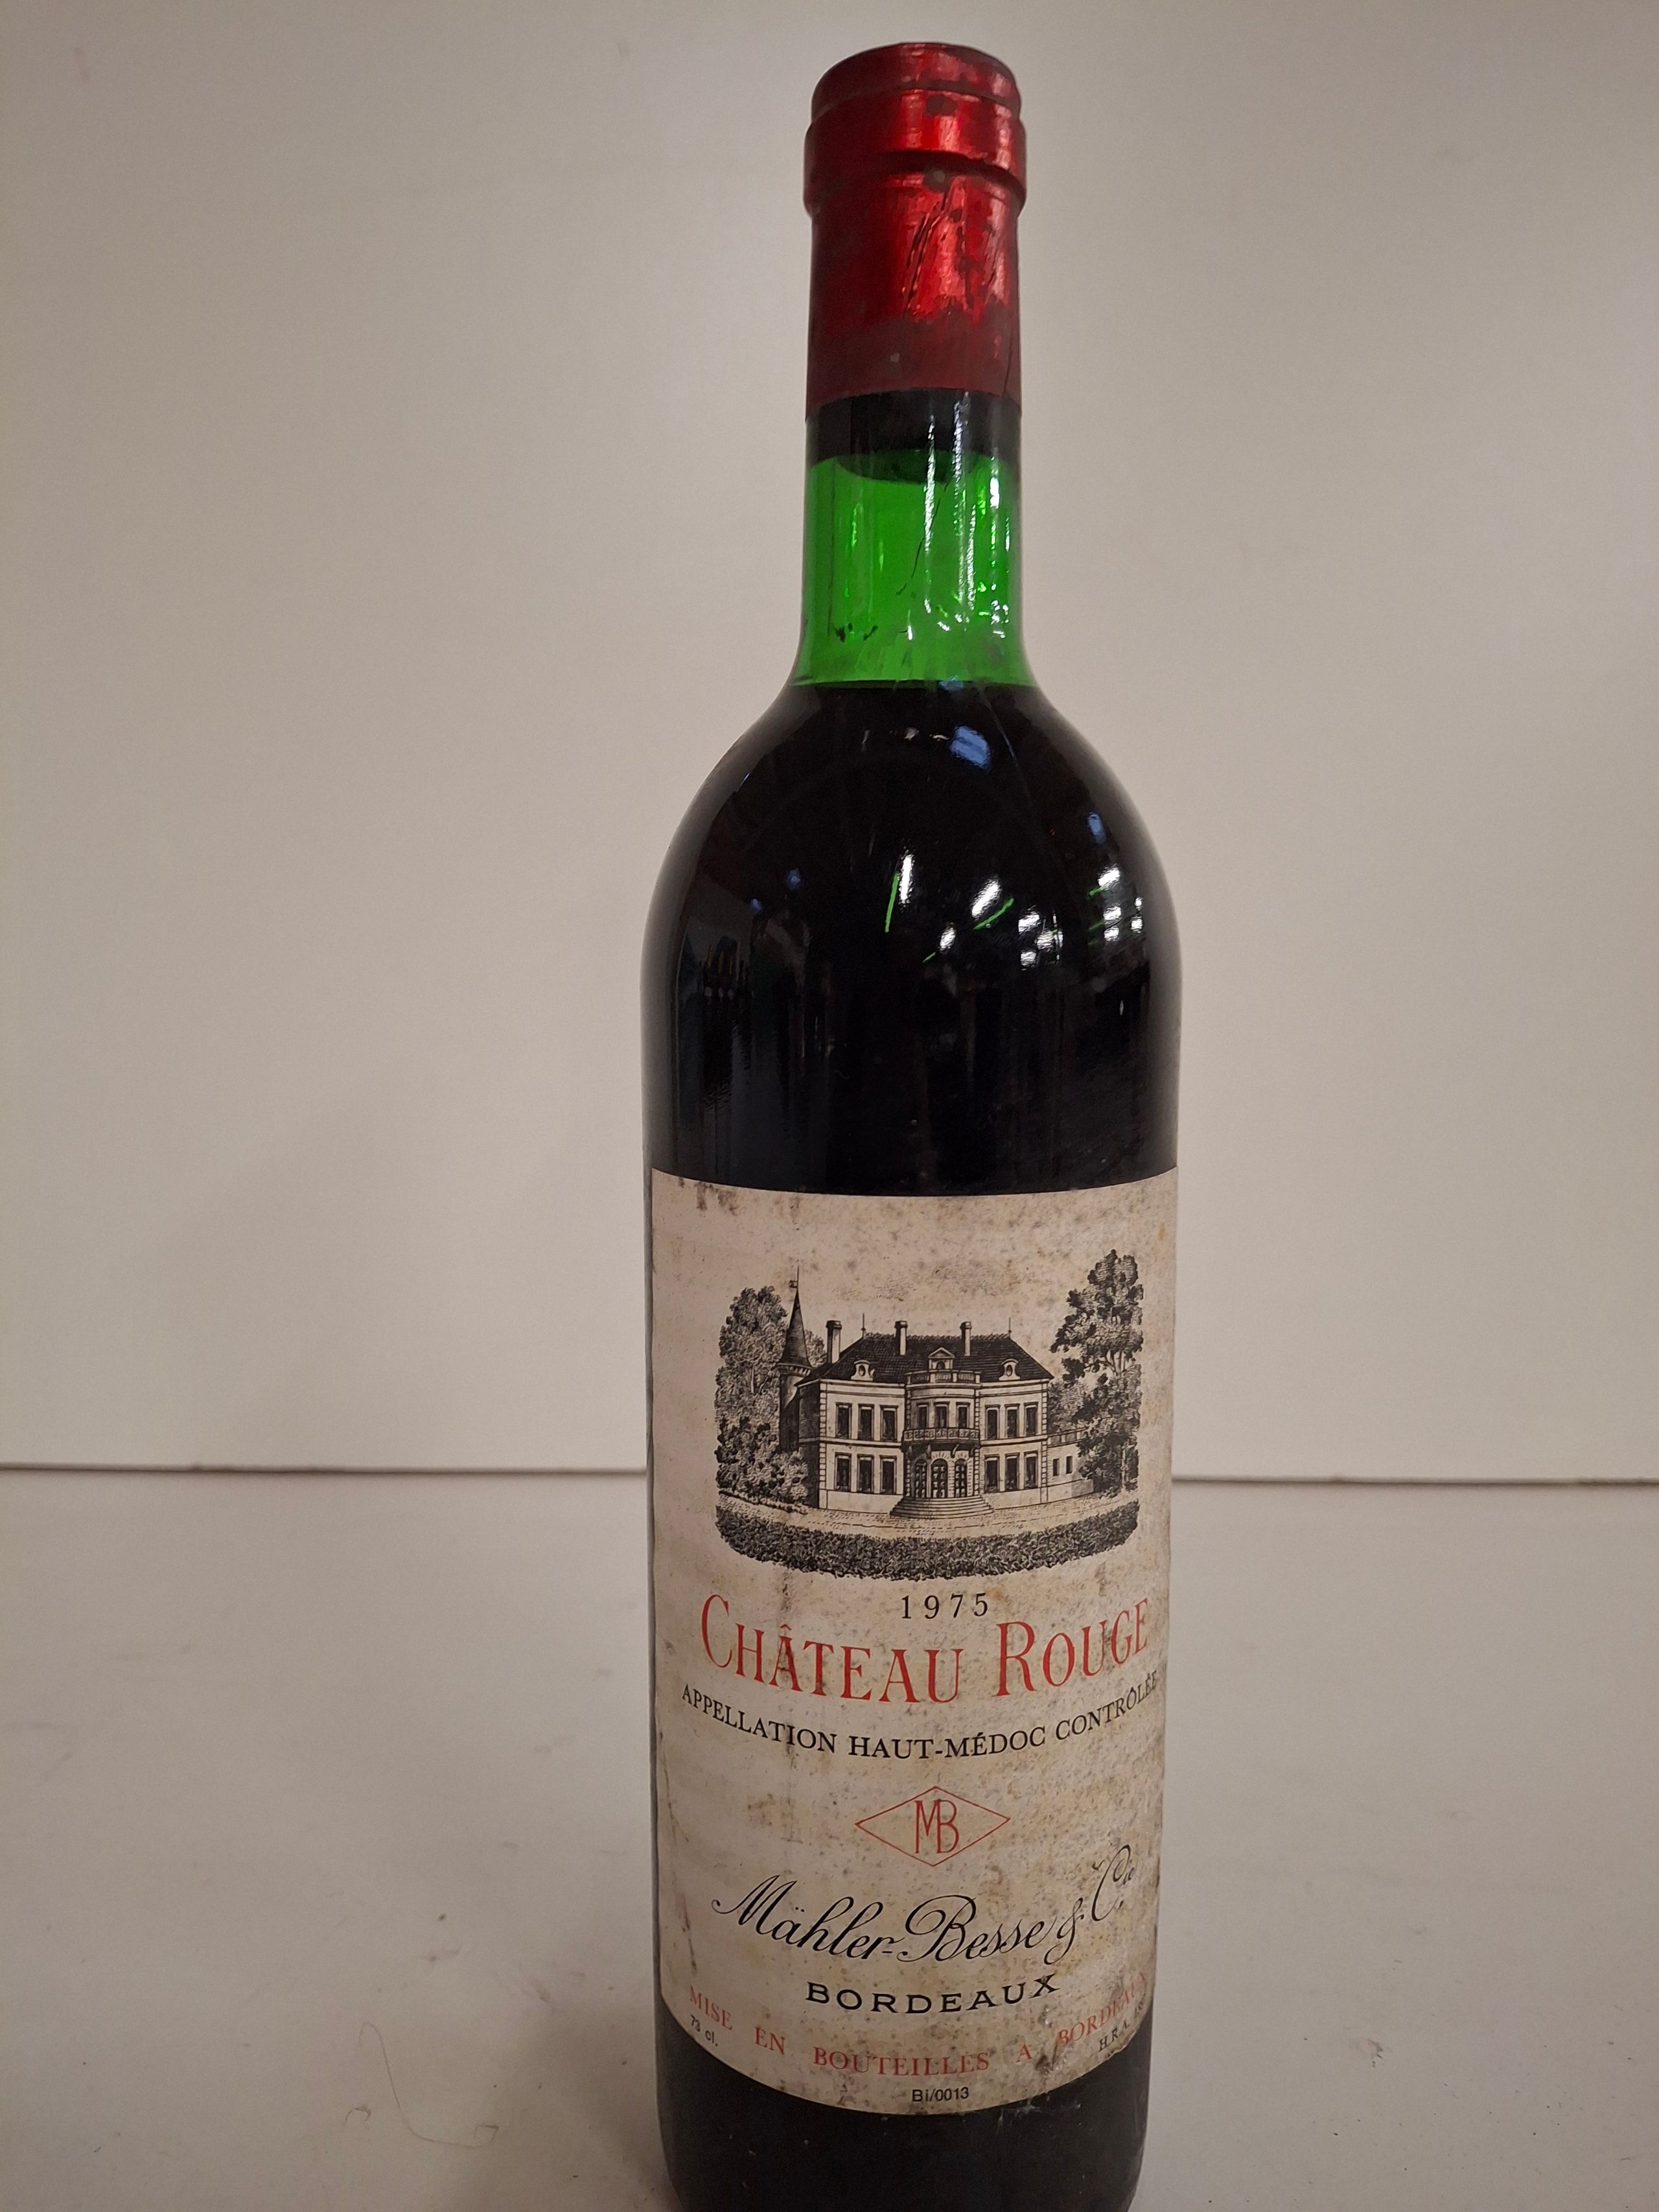 1975
CHÂTEAU ROUGE
APPELLATION HAUT-MÉDOC CONTRÔLÉE
MB
Mähler-Besse & Cie
BORDEAUX
MISE EN BOUTEILLES A BORDEAUX
73 cl.
H.R.A.
Bi/0013